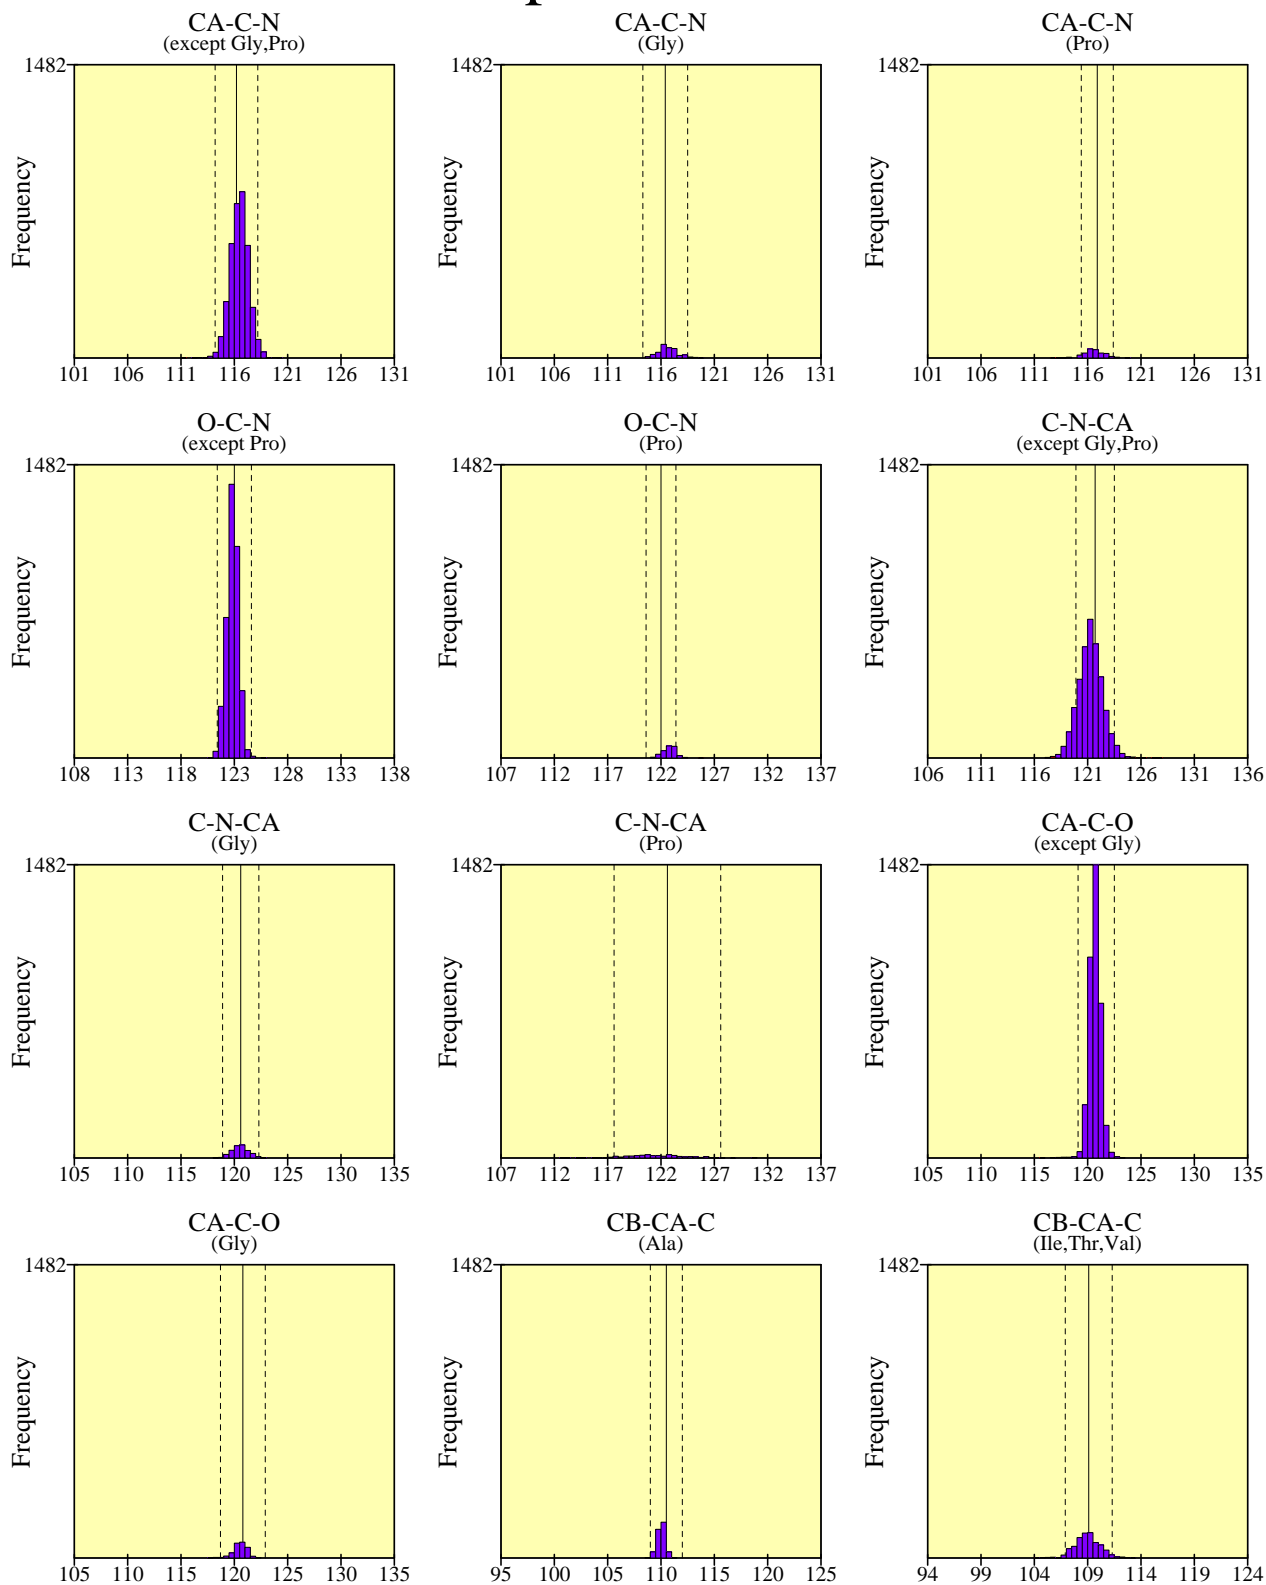 CA-C-N CA-C-N CA-C-N
(except Gly,Pro) (Gly) (Pro)
1482 1482 1482
Frequency Frequency Frequency
101 106 111 116 121 126 131 101 106 111 116 121 126 131 101 106 111 116 121 126 131
O-C-N O-C-N C-N-CA
(except Pro) (Pro) (except Gly,Pro)
1482 1482 1482
Frequency Frequency Frequency
108 113 118 123 128 133 138 107 112 117 122 127 132 137 106 111 116 121 126 131 136
C-N-CA C-N-CA CA-C-O
(Gly) (Pro) (except Gly)
1482 1482 1482
Frequency Frequency Frequency
105 110 115 120 125 130 135 107 112 117 122 127 132 137 105 110 115 120 125 130 135
CA-C-O CB-CA-C CB-CA-C
(Gly) (Ala) (Ile,Thr,Val)
1482 1482 1482
Frequency Frequency Frequency
105 110 115 120 125 130 135 95 100 105 110 115 120 125 94 99 104 109 114 119 124